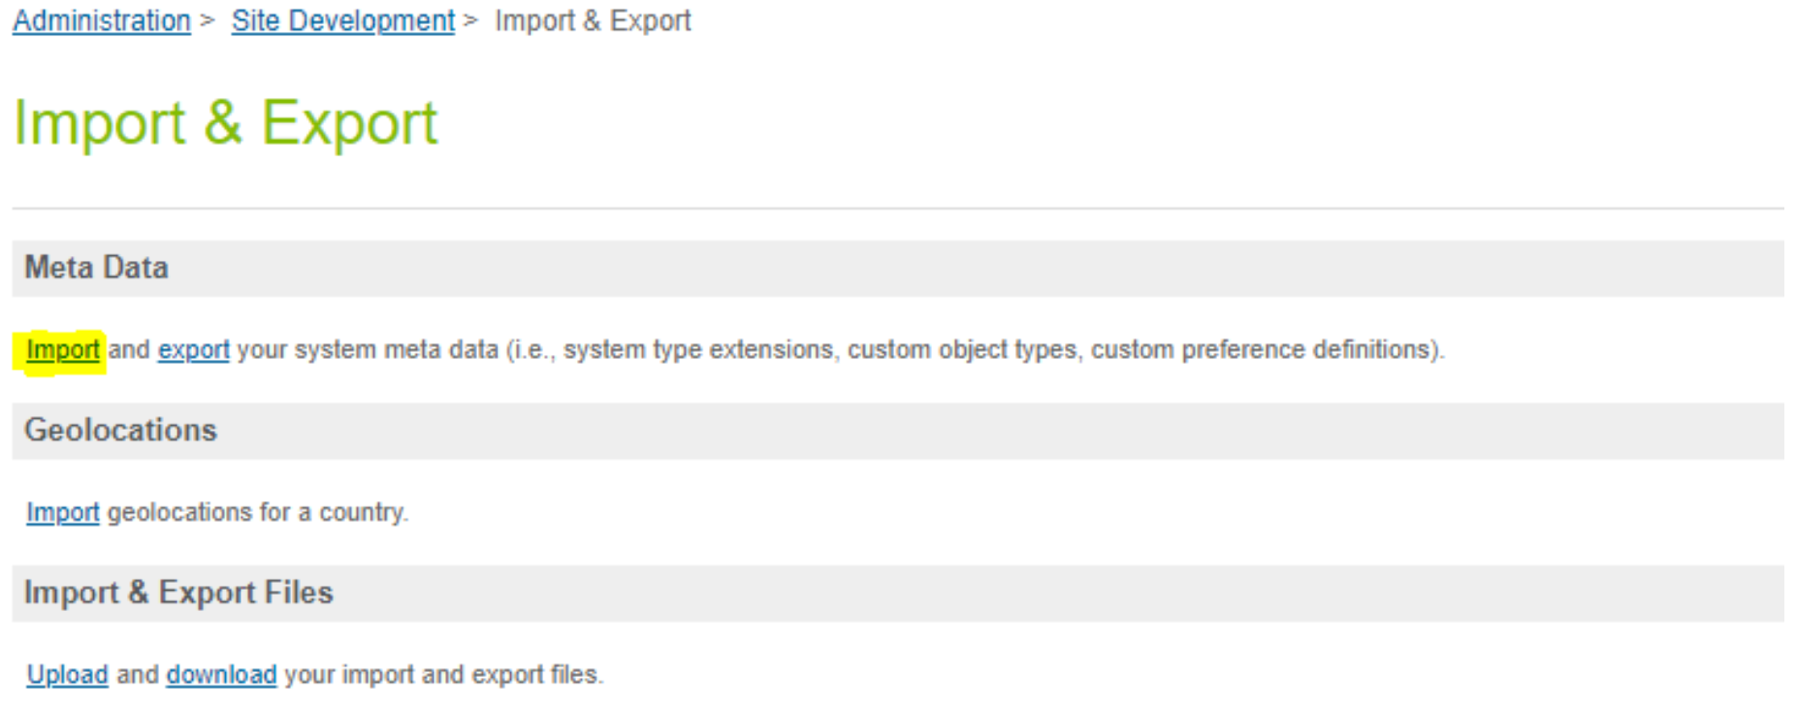 Administration > Site Development > Import & Export
Import & Export
Meta Data
Import and export your system meta data (i.e., system type extensions, custom object types, custom preference definitions).
Geolocations
Import geolocations for a country.
Import & Export Files
Upload and download your import and export files.